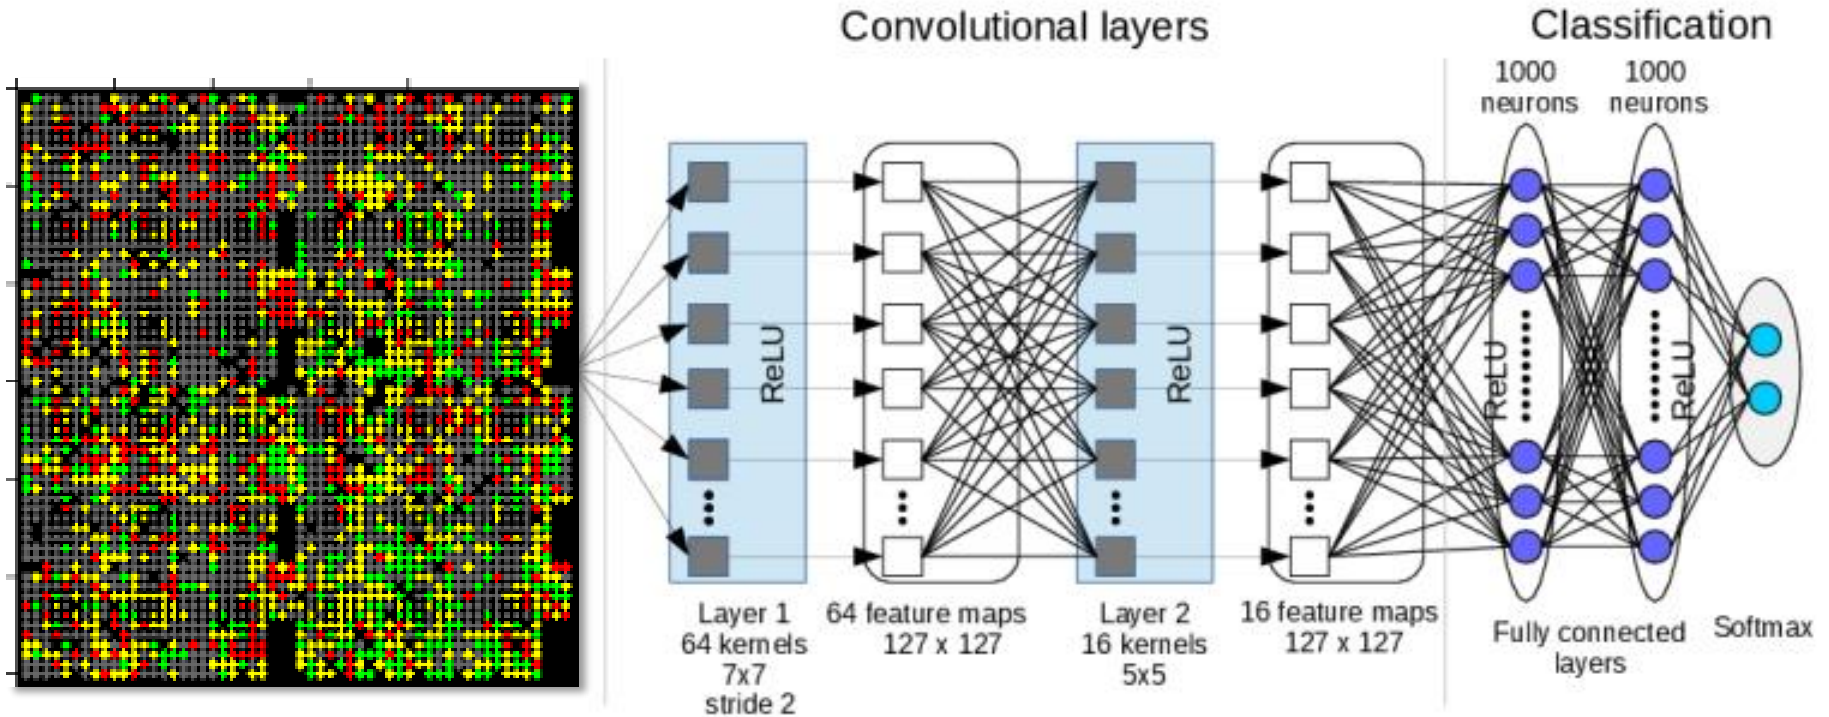 Convolutional layers
Classification
1000
neurons
1000
neurons
ReLU
ReLU
ReLU
ReLU
Layer 1
64 kernels
7x7
stride 2
64 feature maps
127 x 127
Layer 2
16 kernels
5x5
16 feature maps
127 x 127
Fully connected
layers
Softmax